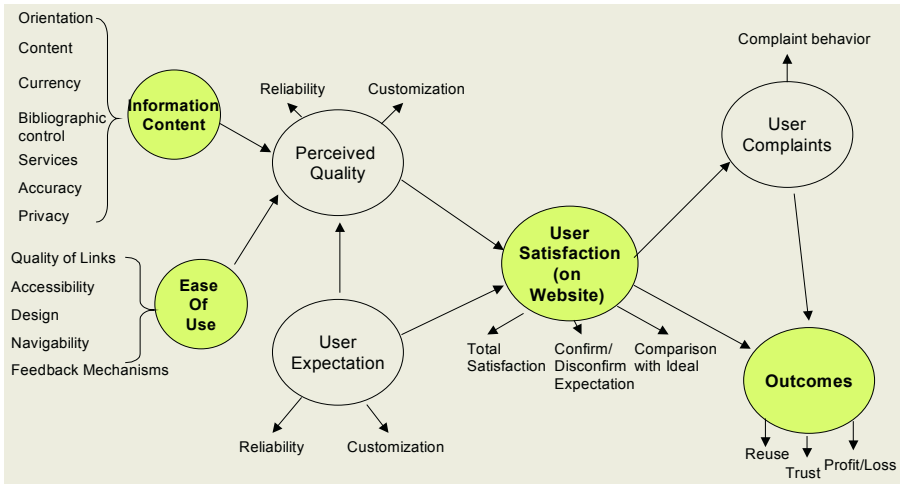 Orientation
Content
Currency
Bibliographic
control
Services
Accuracy
Privacy
Information
Content
Quality of Links
Accessibility
Design
Navigability
Feedback Mechanisms
Ease
Of
Use
Reliability
Customization
Perceived
Quality
User
Expectation
Reliability
Customization
User
Satisfaction
(on
Website)
Total
Satisfaction
Confirm/
Disconfirm
Expectation
Comparison
with Ideal
Complaint behavior
User
Complaints
Outcomes
Reuse
Trust
Profit/Loss